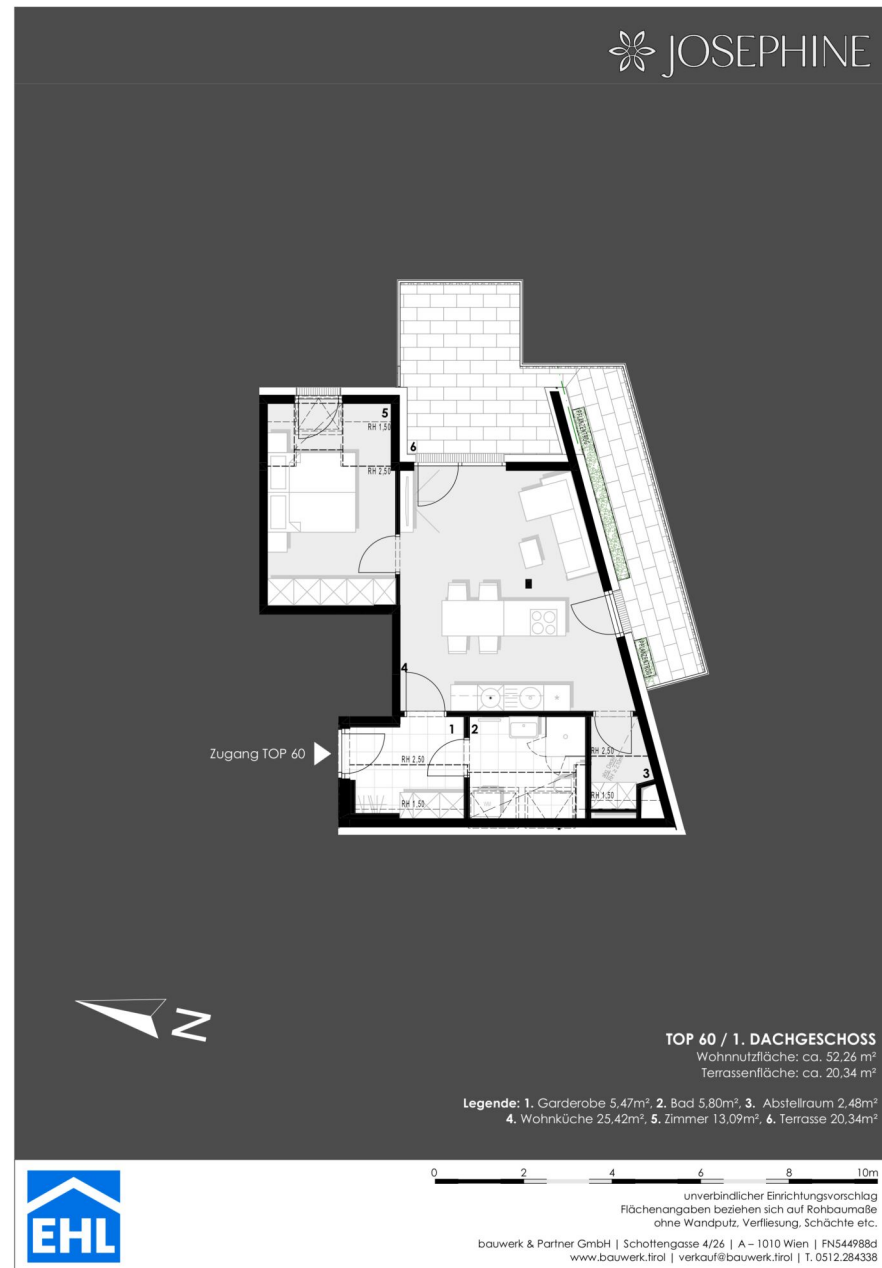 JOSEPHINE
5
RH 1,50
6
RH 2,50
PFLANZENTROG
PFLANZENTROG
4
1
2
Zugang TOP 60
RH 2,50
RH 2,50
3
RH 1,50
RH 1,50
N
TOP 60 / 1. DACHGESCHOSS
Wohnnutzfläche: ca. 52,26 m²
Terrassenfläche: ca. 20,34 m²
Legende: 1. Garderobe 5,47m², 2. Bad 5,80m², 3. Abstellraum 2,48m²
4. Wohnküche 25,42m², 5. Zimmer 13,09m², 6. Terrasse 20,34m²
0 2 4 6 8 10m
unverbindlicher Einrichtungsvorschlag
Flächenangaben beziehen sich auf Rohbaumaße
ohne Wandputz, Verfliesung, Schächte etc.
EHL
bauwerk & Partner GmbH | Schottengasse 4/26 | A – 1010 Wien | FN544988d
www.bauwerk.tirol | verkauf@bauwerk.tirol | T. 0512.284338